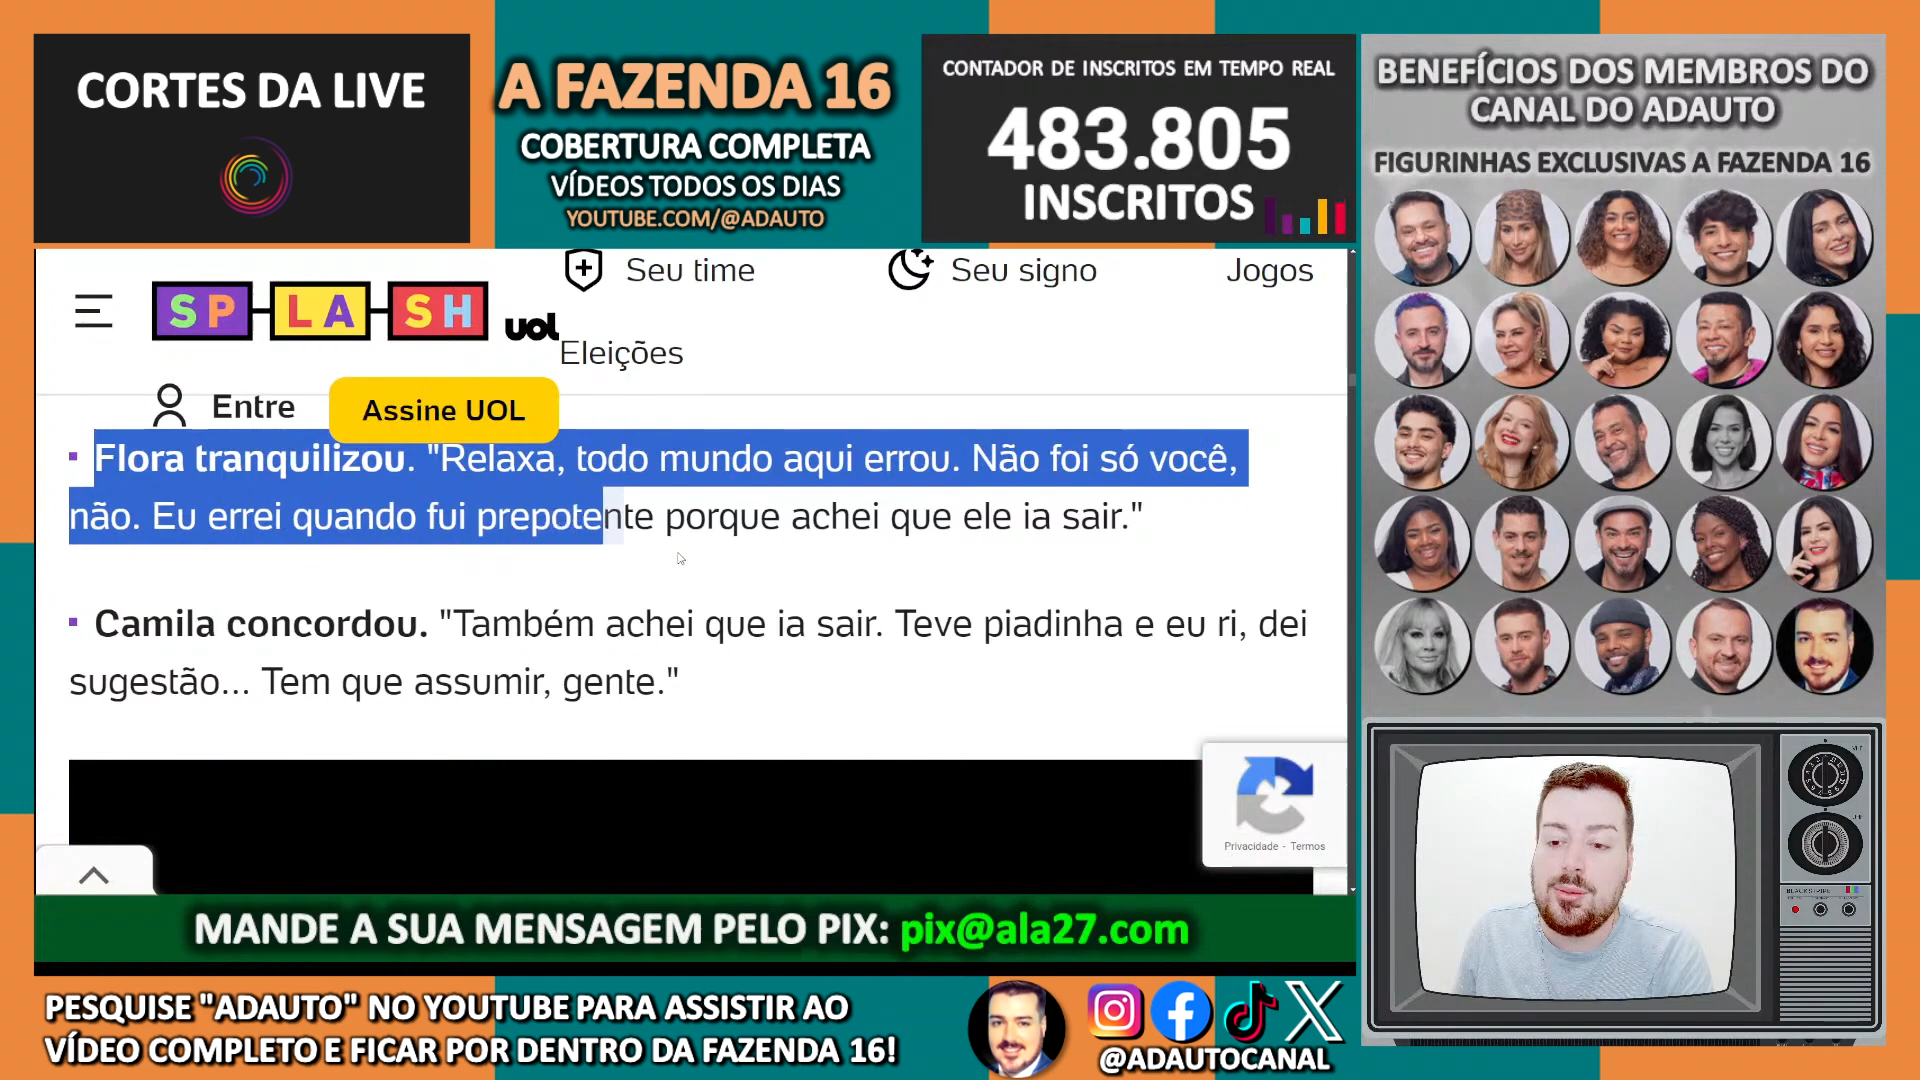 CORTES DA LIVE
A FAZENDA 16
COBERTURA COMPLETA
VÍDEOS TODOS OS DIAS
YOUTUBE.COM/@ADAUTO
CONTADOR DE INSCRITOS EM TEMPO REAL
483.805
INSCRITOS
BENEFÍCIOS DOS MEMBROS DO
CANAL DO ADAUTO
FIGURINHAS EXCLUSIVAS A FAZENDA 16
Seu time
Seu signo
Jogos
SPLASH uol
Eleições
Entre
Assine UOL
Flora tranquilizou. "Relaxa, todo mundo aqui errou. Não foi só você,
não. Eu errei quando fui prepotente porque achei que ele ia sair."
Camila concordou. "Também achei que ia sair. Teve piadinha e eu ri, dei
sugestão... Tem que assumir, gente."
Privacidade - Termos
MANDE A SUA MENSAGEM PELO PIX: pix@ala27.com
PESQUISE "ADAUTO" NO YOUTUBE PARA ASSISTIR AO
VÍDEO COMPLETO E FICAR POR DENTRO DA FAZENDA 16!
@ADAUTOCANAL